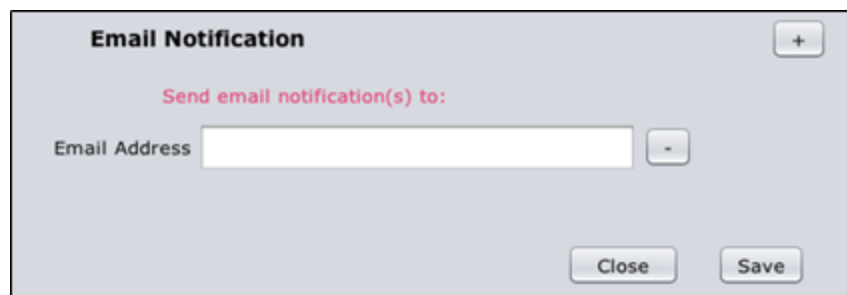 Email Notification +
Send email notification(s) to:
Email Address -
Close Save